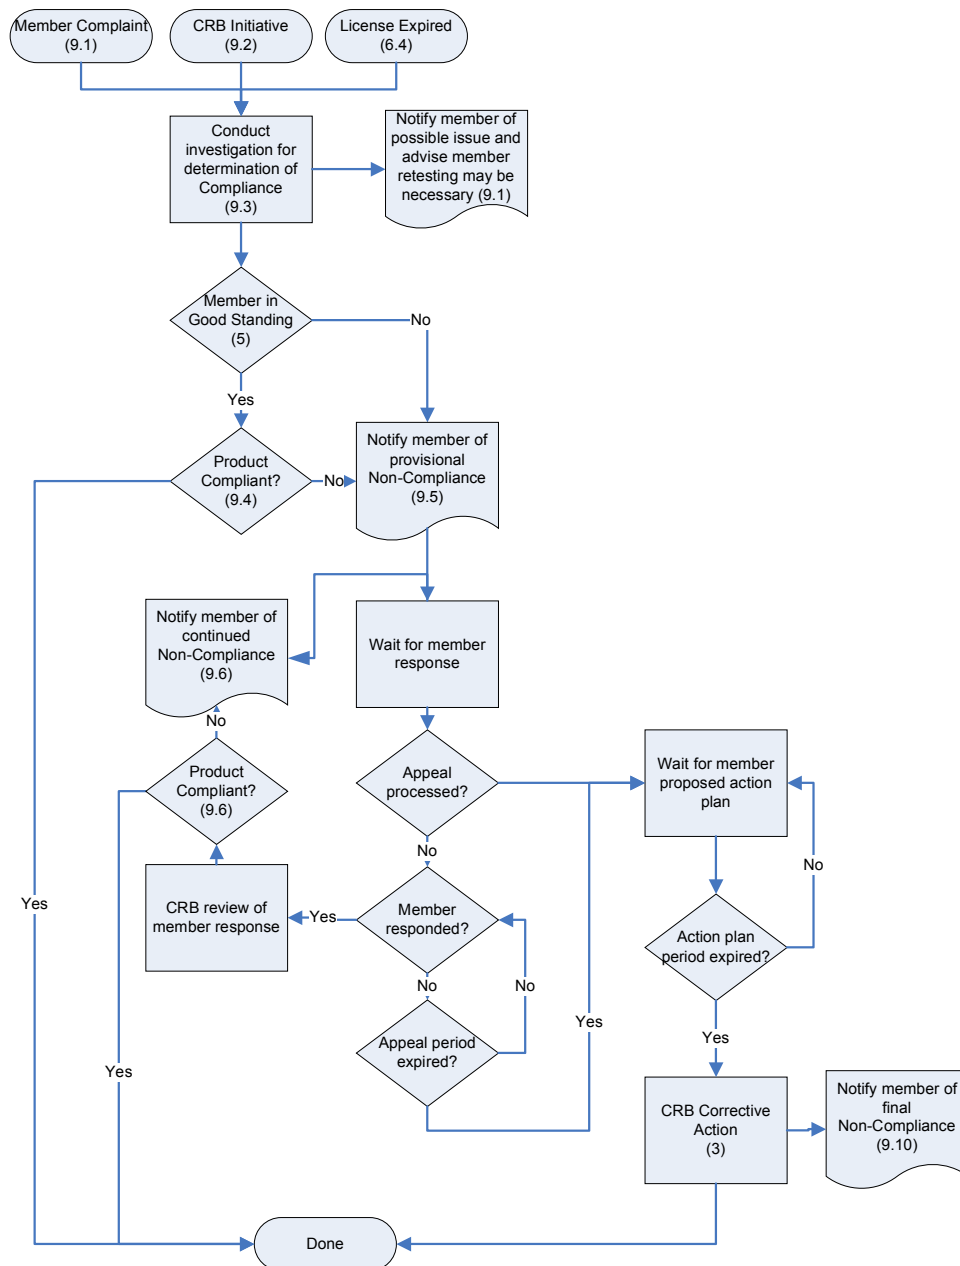 Member Complaint
(9.1)
CRB Initiative
(9.2)
License Expired
(6.4)
Conduct
investigation for
determination of
Compliance
(9.3)
Notify member of
possible issue and
advise member
retesting may be
necessary (9.1)
Member in
Good Standing
(5)
No
Yes
Product
Compliant?
(9.4)
No
Notify member of
provisional
Non-Compliance
(9.5)
Notify member of
continued
Non-Compliance
(9.6)
Wait for member
response
No
Product
Compliant?
(9.6)
Appeal
processed?
Wait for member
proposed action
plan
No
No
Yes
CRB review of
member response
Yes
Member
responded?
Action plan
period expired?
No
No
Yes
Yes
Yes
Appeal period
expired?
CRB Corrective
Action
(3)
Notify member of
final
Non-Compliance
(9.10)
Done